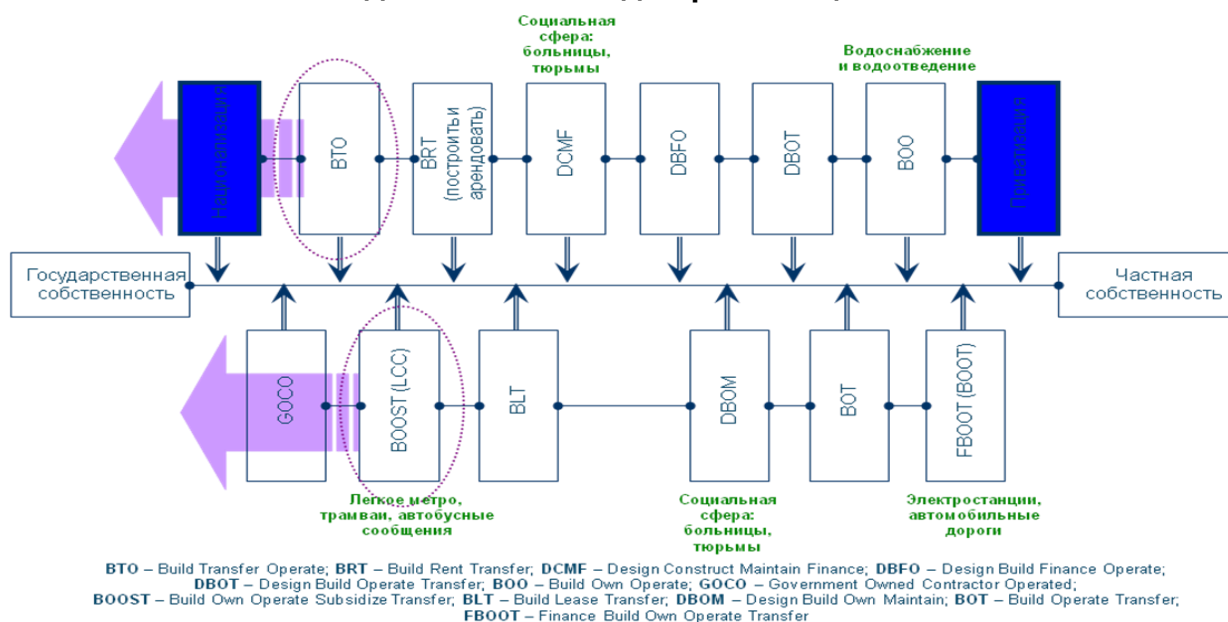 Социальная
сфера:
больницы,
тюрьмы
Водоснабжение
и водоотведение
Национализация
BTO
BRT
(построить и
арендовать)
DCMF
DBFO
DBOT
BOO
Приватизация
Государственная
собственность
Частная
собственность
GOCO
BOOST (LCC)
BLT
DBOM
BOT
FBOOT (BOOT)
Легкое метро,
трамваи, автобусные
сообщения
Социальная
сфера:
больницы,
тюрьмы
Электростанции,
автомобильные
дороги
BTO – Build Transfer Operate; BRT – Build Rent Transfer; DCMF – Design Construct Maintain Finance; DBFO – Design Build Finance Operate;
DBOT – Design Build Operate Transfer; BOO – Build Own Operate; GOCO – Government Owned Contractor Operated;
BOOST – Build Own Operate Subsidize Transfer; BLT – Build Lease Transfer; DBOM – Design Build Own Maintain; BOT – Build Operate Transfer;
FBOOT – Finance Build Own Operate Transfer